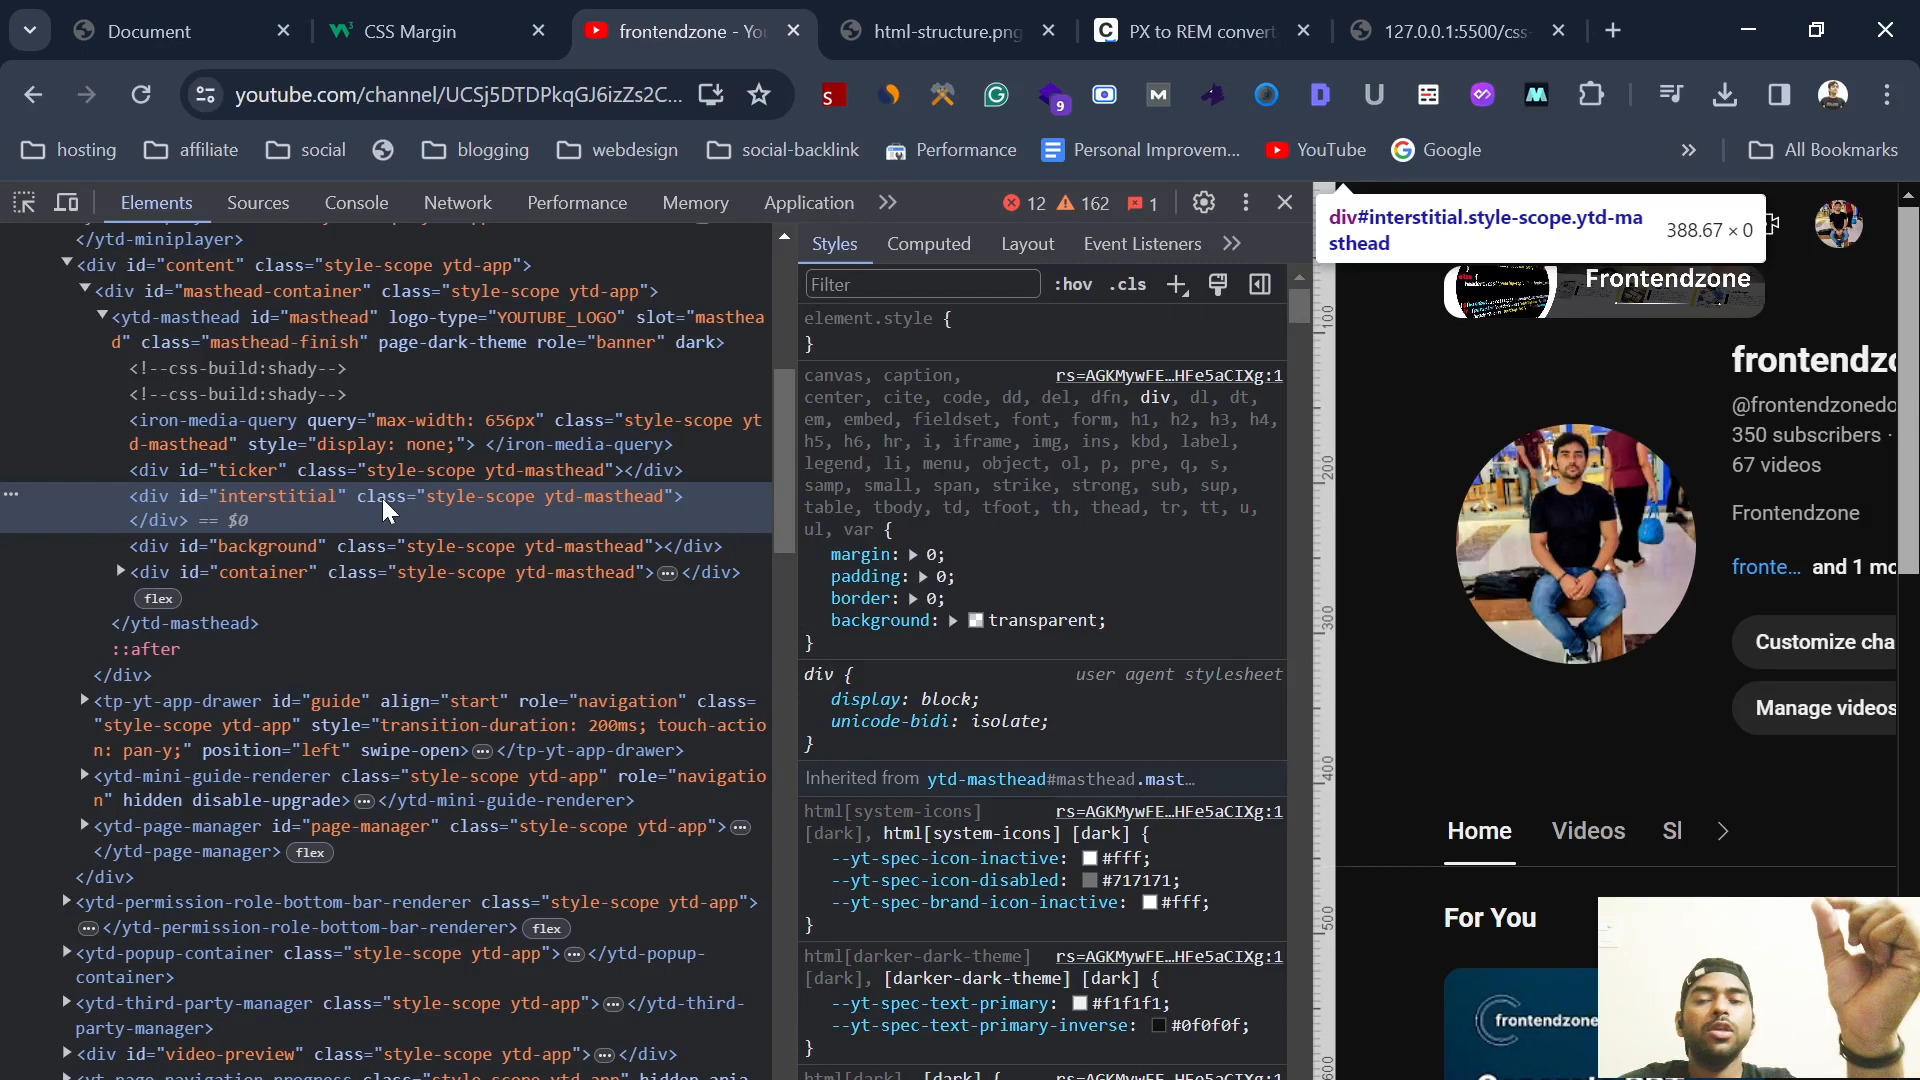 Document
CSS Margin
frontendzone - Yo
html-structure.png
PX to REM convert
127.0.0.1:5500/css-
youtube.com/channel/UCSj5DTDPkqGJ6izZs2C...
9
hosting
affiliate
social
blogging
webdesign
social-backlink
Performance
Personal Improvem...
YouTube
Google
All Bookmarks
Elements
Sources
Console
Network
Performance
Memory
Application
12
162
1
</ytd-miniplayer>
<div id="content" class="style-scope ytd-app">
<div id="masthead-container" class="style-scope ytd-app">
<ytd-masthead id="masthead" logo-type="YOUTUBE_LOGO" slot="masthea
d" class="masthead-finish" page-dark-theme role="banner" dark>
<!--css-build:shady-->
<!--css-build:shady-->
<iron-media-query query="max-width: 656px" class="style-scope yt
d-masthead" style="display: none;"> </iron-media-query>
<div id="ticker" class="style-scope ytd-masthead"></div>
<div id="interstitial" class="style-scope ytd-masthead">
</div> == $0
<div id="background" class="style-scope ytd-masthead"></div>
<div id="container" class="style-scope ytd-masthead">…</div>
flex
</ytd-masthead>
::after
</div>
<tp-yt-app-drawer id="guide" align="start" role="navigation" class=
"style-scope ytd-app" style="transition-duration: 200ms; touch-actio
n: pan-y;" position="left" swipe-open>…</tp-yt-app-drawer>
<ytd-mini-guide-renderer class="style-scope ytd-app" role="navigatio
n" hidden disable-upgrade>…</ytd-mini-guide-renderer>
<ytd-page-manager id="page-manager" class="style-scope ytd-app">…
</ytd-page-manager> flex
</div>
<ytd-permission-role-bottom-bar-renderer class="style-scope ytd-app">
…</ytd-permission-role-bottom-bar-renderer> flex
<ytd-popup-container class="style-scope ytd-app">…</ytd-popup-
container>
<ytd-third-party-manager class="style-scope ytd-app">…</ytd-third-
party-manager>
<div id="video-preview" class="style-scope ytd-app">…</div>
Styles
Computed
Layout
Event Listeners
Filter
:hov
.cls
element.style {
}
canvas, caption,
rs=AGKMywFE…HFe5aCIXg:1
center, cite, code, dd, del, dfn, div, dl, dt,
em, embed, fieldset, font, form, h1, h2, h3, h4,
h5, h6, hr, i, iframe, img, ins, kbd, label,
legend, li, menu, object, ol, p, pre, q, s,
samp, small, span, strike, strong, sub, sup,
table, tbody, td, tfoot, th, thead, tr, tt, u,
ul, var {
margin: 0;
padding: 0;
border: 0;
background: transparent;
}
div {
user agent stylesheet
display: block;
unicode-bidi: isolate;
}
Inherited from ytd-masthead#masthead.mast…
html[system-icons]
rs=AGKMywFE…HFe5aCIXg:1
[dark], html[system-icons] [dark] {
--yt-spec-icon-inactive: #fff;
--yt-spec-icon-disabled: #717171;
--yt-spec-brand-icon-inactive: #fff;
}
html[darker-dark-theme]
rs=AGKMywFE…HFe5aCIXg:1
[dark], [darker-dark-theme] [dark] {
--yt-spec-text-primary: #f1f1f1;
--yt-spec-text-primary-inverse: #0f0f0f;
}
html[dark], [dark] {
rs=AGKMywFE…HFe5aCIXg:1
100
200
300
400
500
600
div#interstitial.style-scope.ytd-ma
sthead
388.67 × 0
Frontendzone
frontendzo
@frontendzonedo
350 subscribers ·
67 videos
Frontendzone
fronte... and 1 mo
Customize cha
Manage videos
Home
Videos
For You
frontendzone